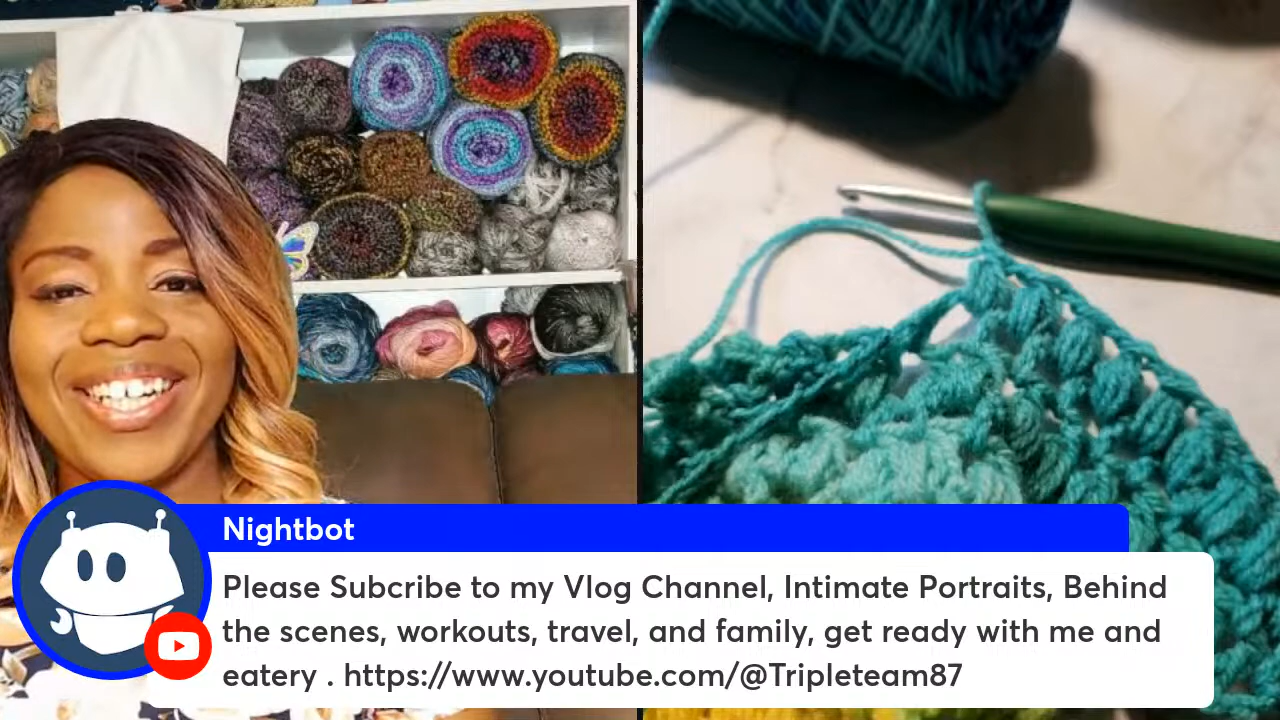 Nightbot
Please Subcribe to my Vlog Channel, Intimate Portraits, Behind
the scenes, workouts, travel, and family, get ready with me and
eatery . https://www.youtube.com/@Tripleteam87